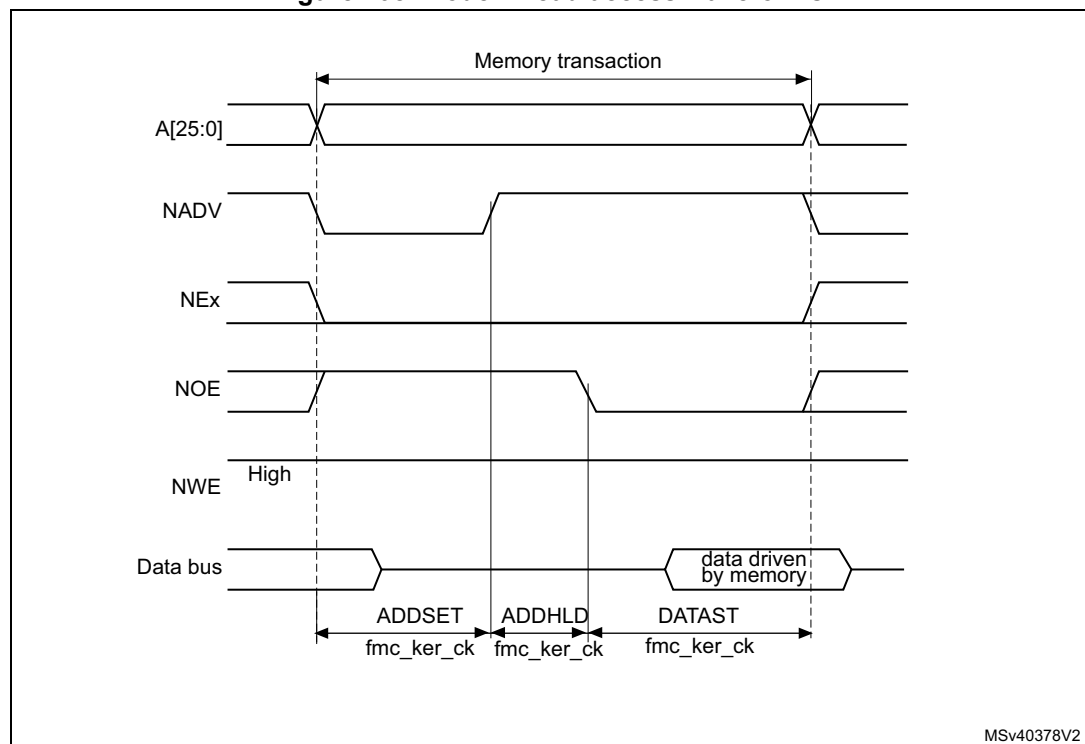 Memory transaction
A[25:0]
NADV
NEx
NOE
High
NWE
Data bus
data driven
by memory
ADDSET ADDHLD DATAST
fmc_ker_ck fmc_ker_ck fmc_ker_ck
MSv40378V2